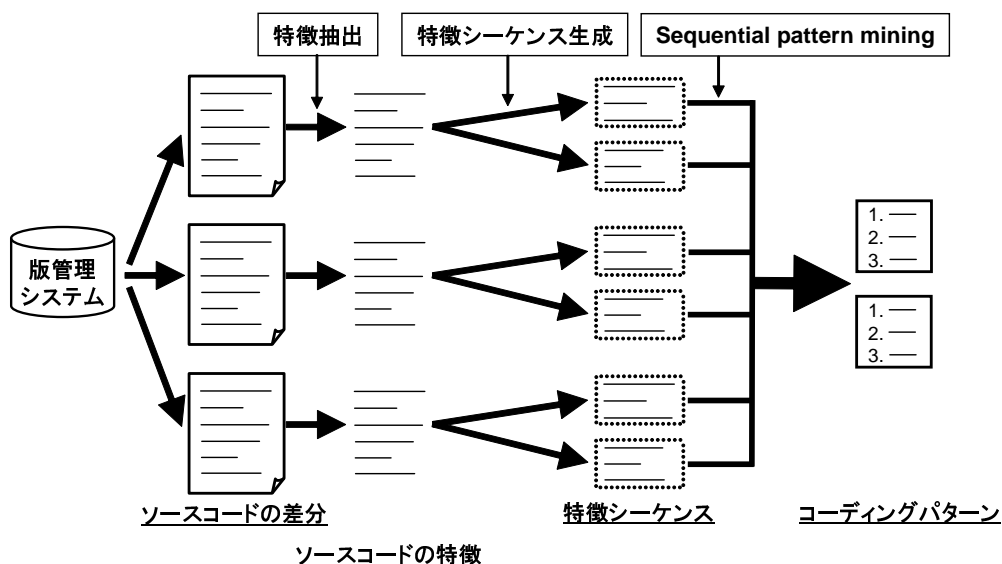 特徴抽出
特徴シーケンス生成
Sequential pattern mining
版管理
システム
1.
2.
3.
1.
2.
3.
ソースコードの差分
特徴シーケンス
コーディングパターン
ソースコードの特徴